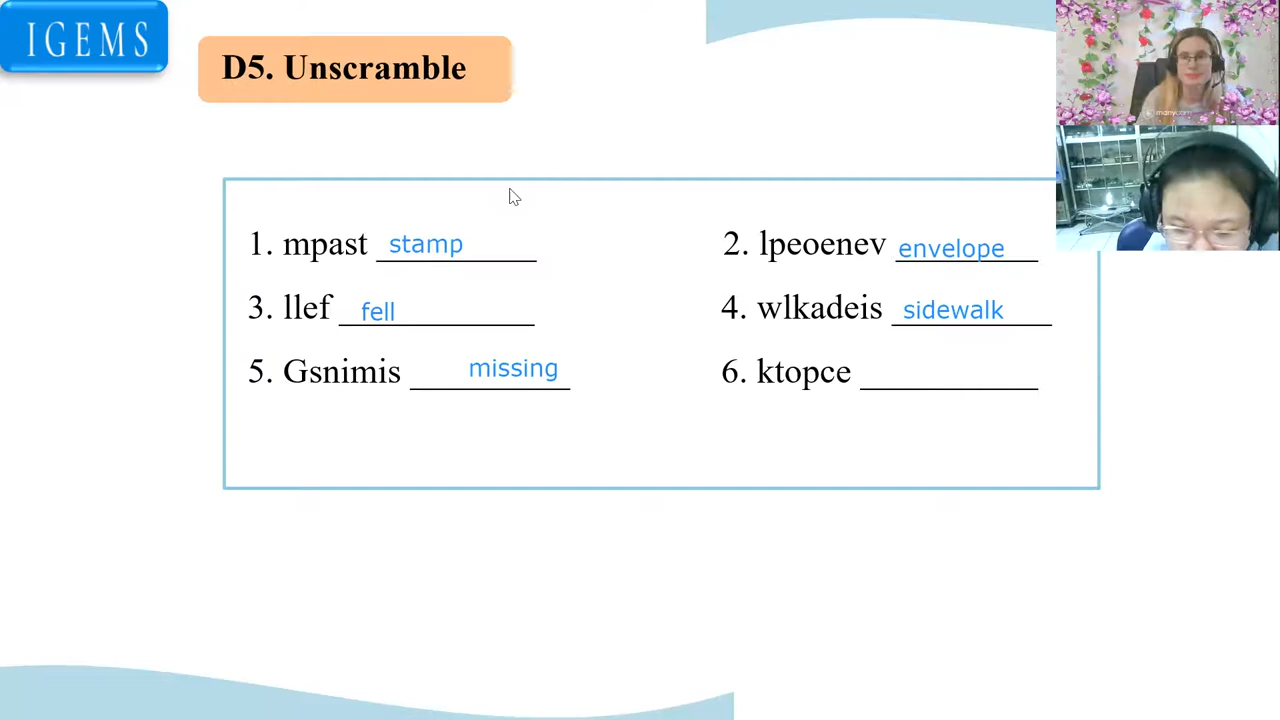 IGEMS
D5. Unscramble
1. mpast stamp
2. lpeoenev envelope
3. llef fell
4. wlkadeis sidewalk
5. Gsnimis missing
6. ktopce